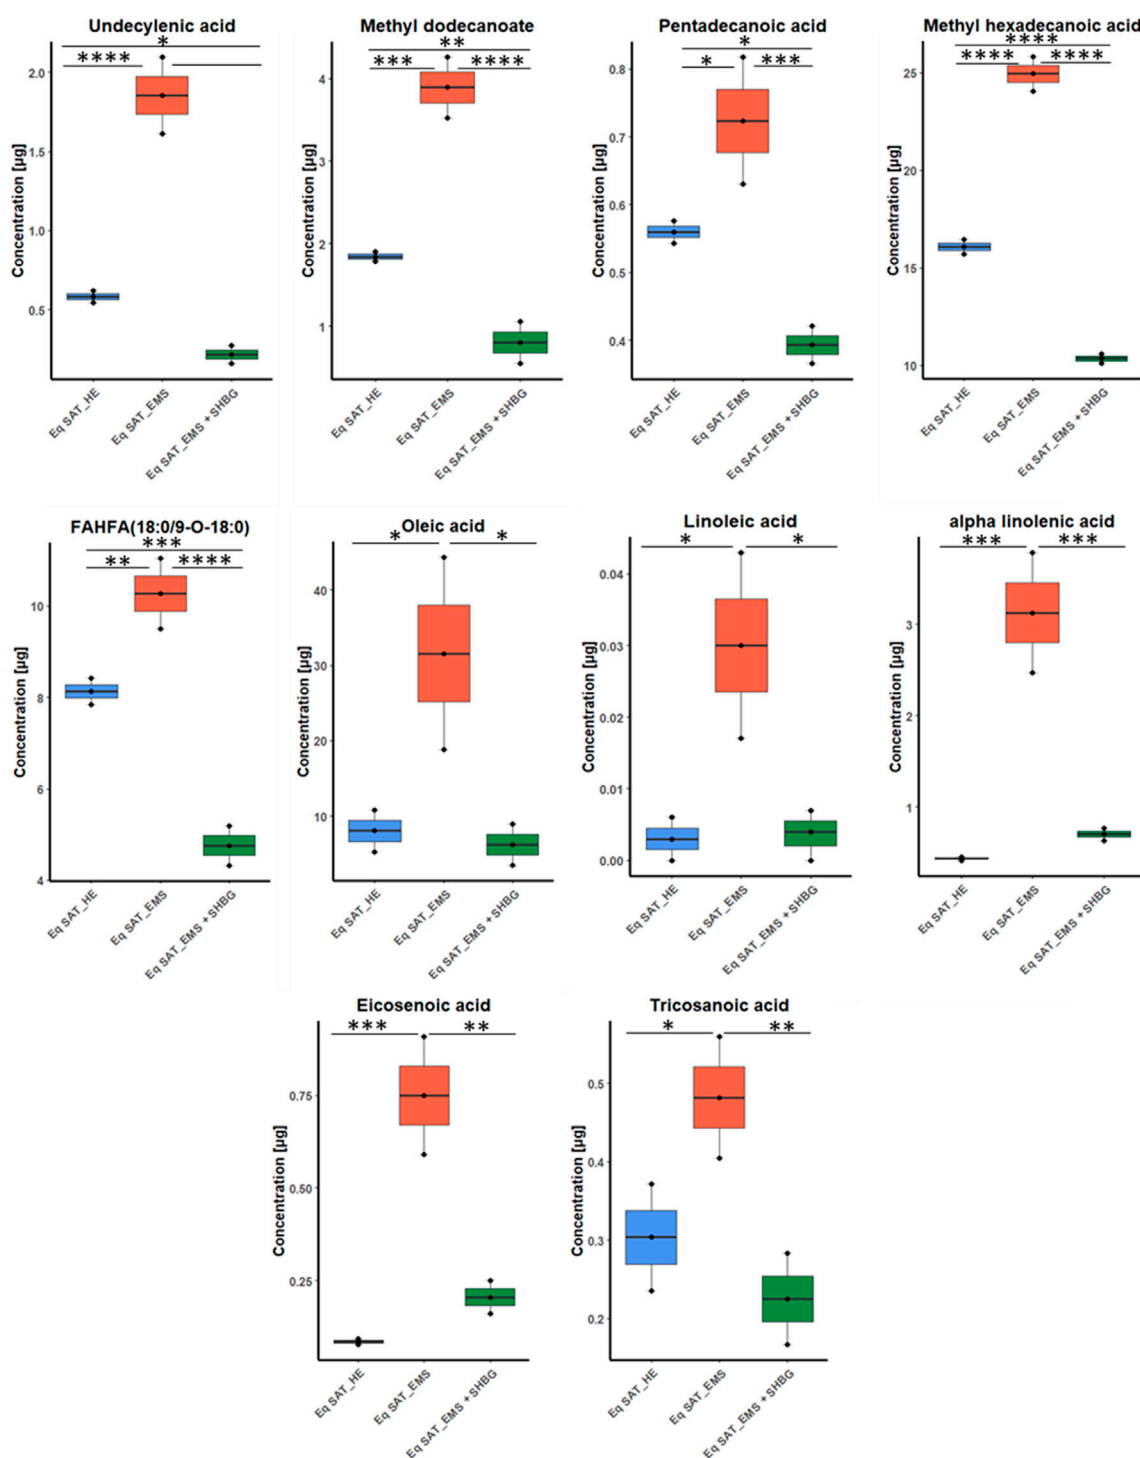 Undecylenic acid
*
****
Concentration [µg]
2.0
1.5
1.0
0.5
Eq SAT_HE
Eq SAT_EMS
Eq SAT_EMS + SHBG
Methyl dodecanoate
**
*** ****
Concentration [µg]
4
3
2
1
Eq SAT_HE
Eq SAT_EMS
Eq SAT_EMS + SHBG
Pentadecanoic acid
*
* ***
Concentration [µg]
0.8
0.7
0.6
0.5
0.4
Eq SAT_HE
Eq SAT_EMS
Eq SAT_EMS + SHBG
Methyl hexadecanoic acid
****
**** ****
Concentration [µg]
25
20
15
10
Eq SAT_HE
Eq SAT_EMS
Eq SAT_EMS + SHBG
FAHFA(18:0/9-O-18:0)
***
** ****
Concentration [µg]
10
8
6
4
Eq SAT_HE
Eq SAT_EMS
Eq SAT_EMS + SHBG
Oleic acid
* *
Concentration [µg]
40
30
20
10
Eq SAT_HE
Eq SAT_EMS
Eq SAT_EMS + SHBG
Linoleic acid
* *
Concentration [µg]
0.04
0.03
0.02
0.01
0.00
Eq SAT_HE
Eq SAT_EMS
Eq SAT_EMS + SHBG
alpha linolenic acid
*** ***
Concentration [µg]
3
2
1
Eq SAT_HE
Eq SAT_EMS
Eq SAT_EMS + SHBG
Eicosenoic acid
*** **
Concentration [µg]
0.75
0.50
0.25
Eq SAT_HE
Eq SAT_EMS
Eq SAT_EMS + SHBG
Tricosanoic acid
* **
Concentration [µg]
0.5
0.4
0.3
0.2
Eq SAT_HE
Eq SAT_EMS
Eq SAT_EMS + SHBG